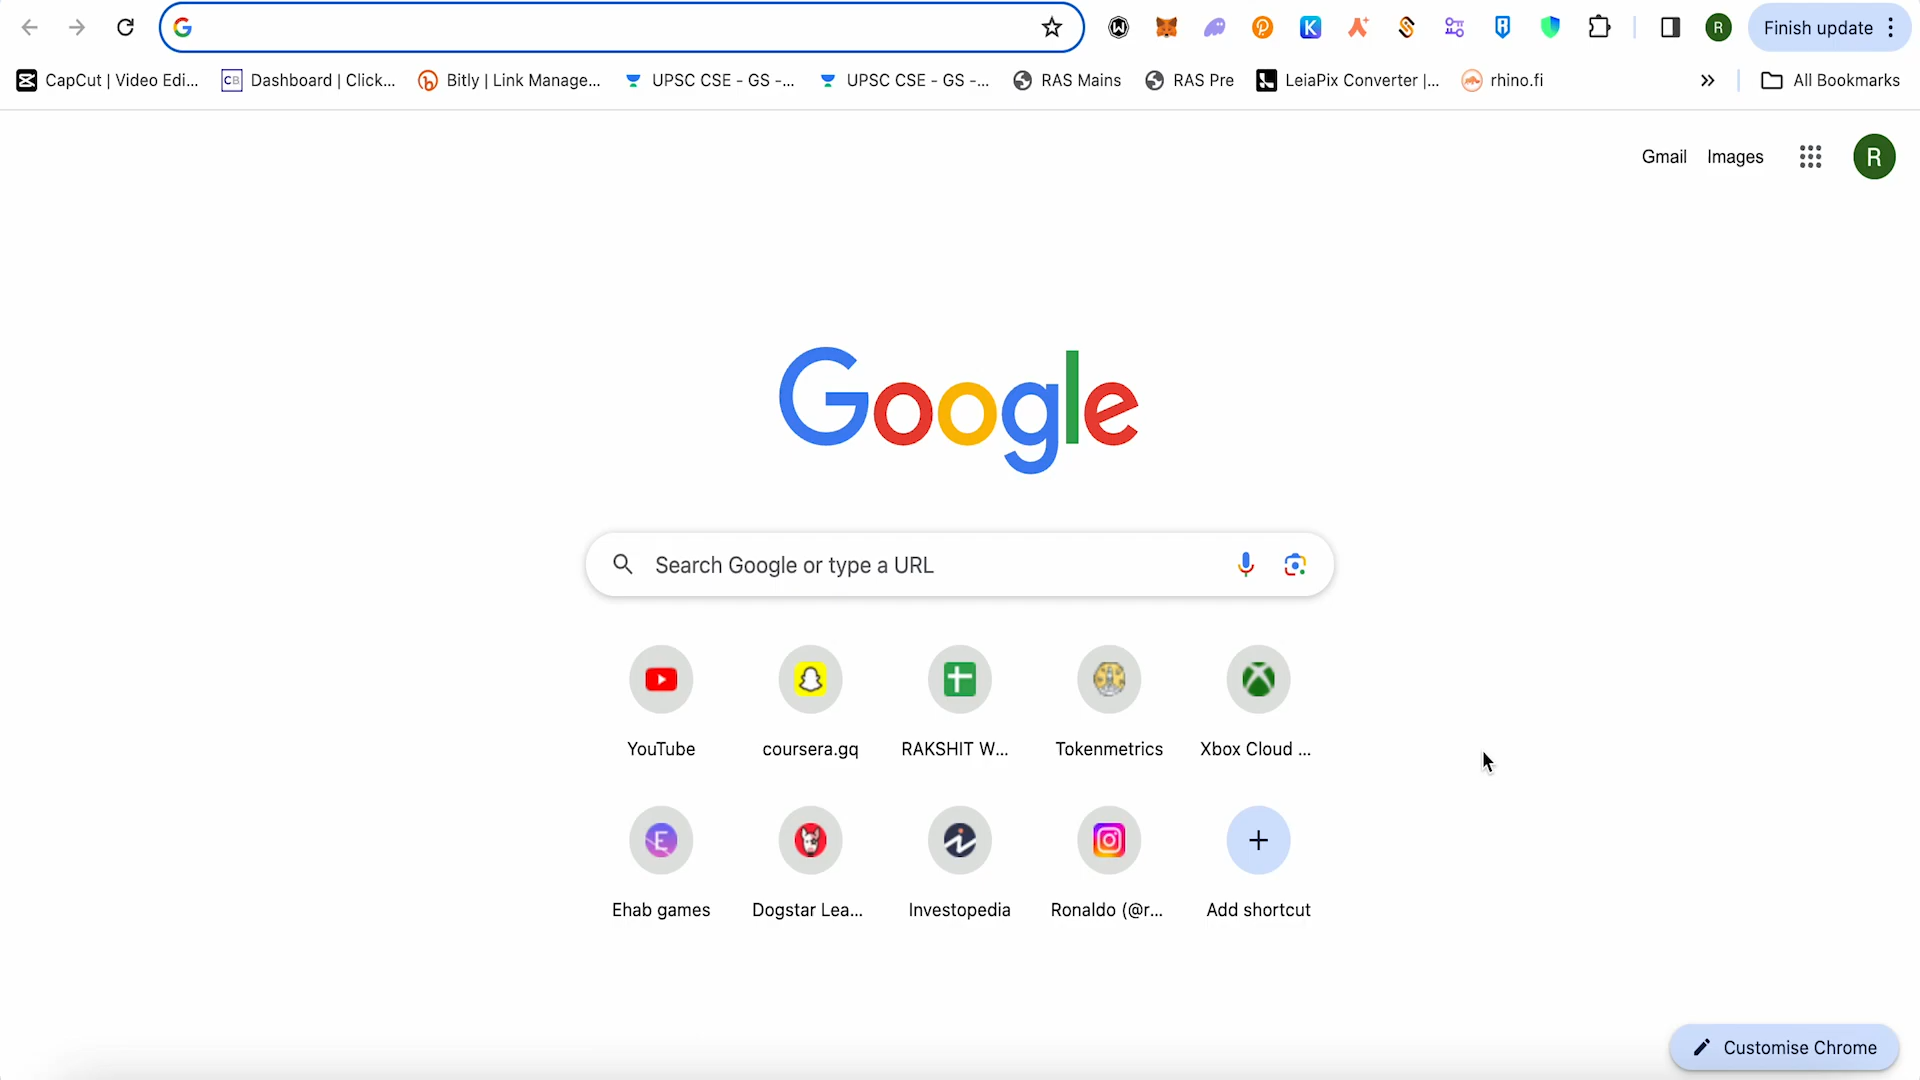 Finish update
CapCut | Video Edi...
CB Dashboard | Click...
Bitly | Link Manage...
UPSC CSE - GS -...
UPSC CSE - GS -...
RAS Mains
RAS Pre
LeiaPix Converter |...
rhino.fi
All Bookmarks
Gmail
Images
R
Google
Search Google or type a URL
YouTube
coursera.gq
RAKSHIT W...
Tokenmetrics
Xbox Cloud ...
Ehab games
Dogstar Lea...
Investopedia
Ronaldo (@r...
Add shortcut
Customise Chrome